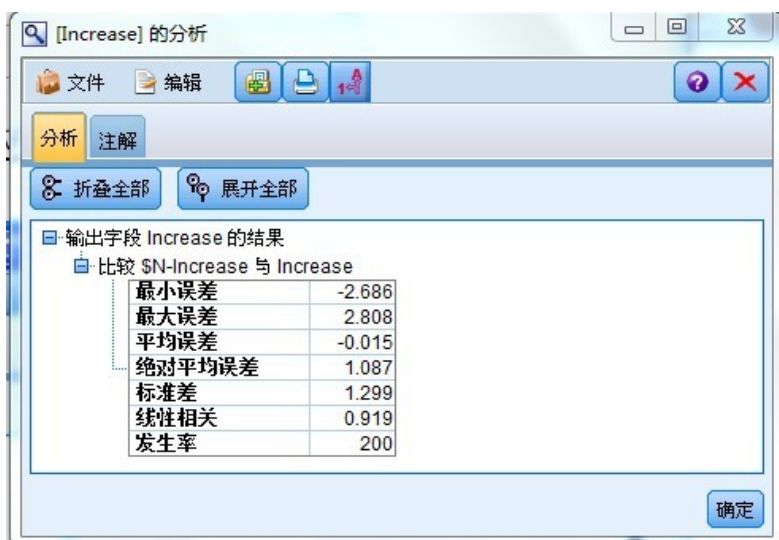 [Increase] 的分析
文件 编辑
分析 注解
折叠全部 展开全部
输出字段 Increase 的结果
比较 $N-Increase 与 Increase
最小误差 -2.686
最大误差 2.808
平均误差 -0.015
绝对平均误差 1.087
标准差 1.299
线性相关 0.919
发生率 200
确定